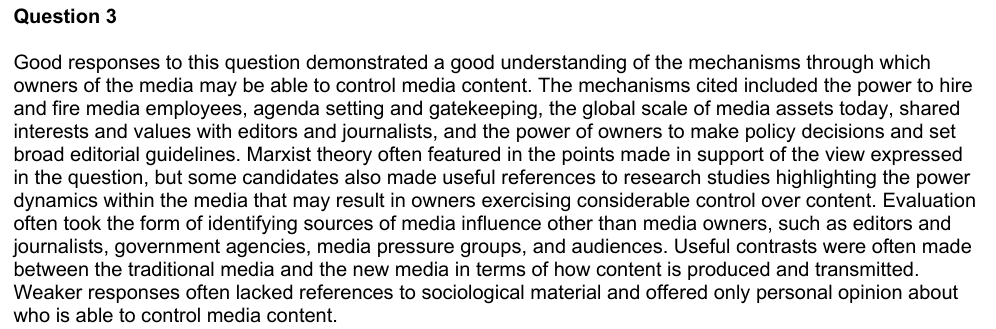 Question 3
Good responses to this question demonstrated a good understanding of the mechanisms through which
owners of the media may be able to control media content. The mechanisms cited included the power to hire
and fire media employees, agenda setting and gatekeeping, the global scale of media assets today, shared
interests and values with editors and journalists, and the power of owners to make policy decisions and set
broad editorial guidelines. Marxist theory often featured in the points made in support of the view expressed
in the question, but some candidates also made useful references to research studies highlighting the power
dynamics within the media that may result in owners exercising considerable control over content. Evaluation
often took the form of identifying sources of media influence other than media owners, such as editors and
journalists, government agencies, media pressure groups, and audiences. Useful contrasts were often made
between the traditional media and the new media in terms of how content is produced and transmitted.
Weaker responses often lacked references to sociological material and offered only personal opinion about
who is able to control media content.